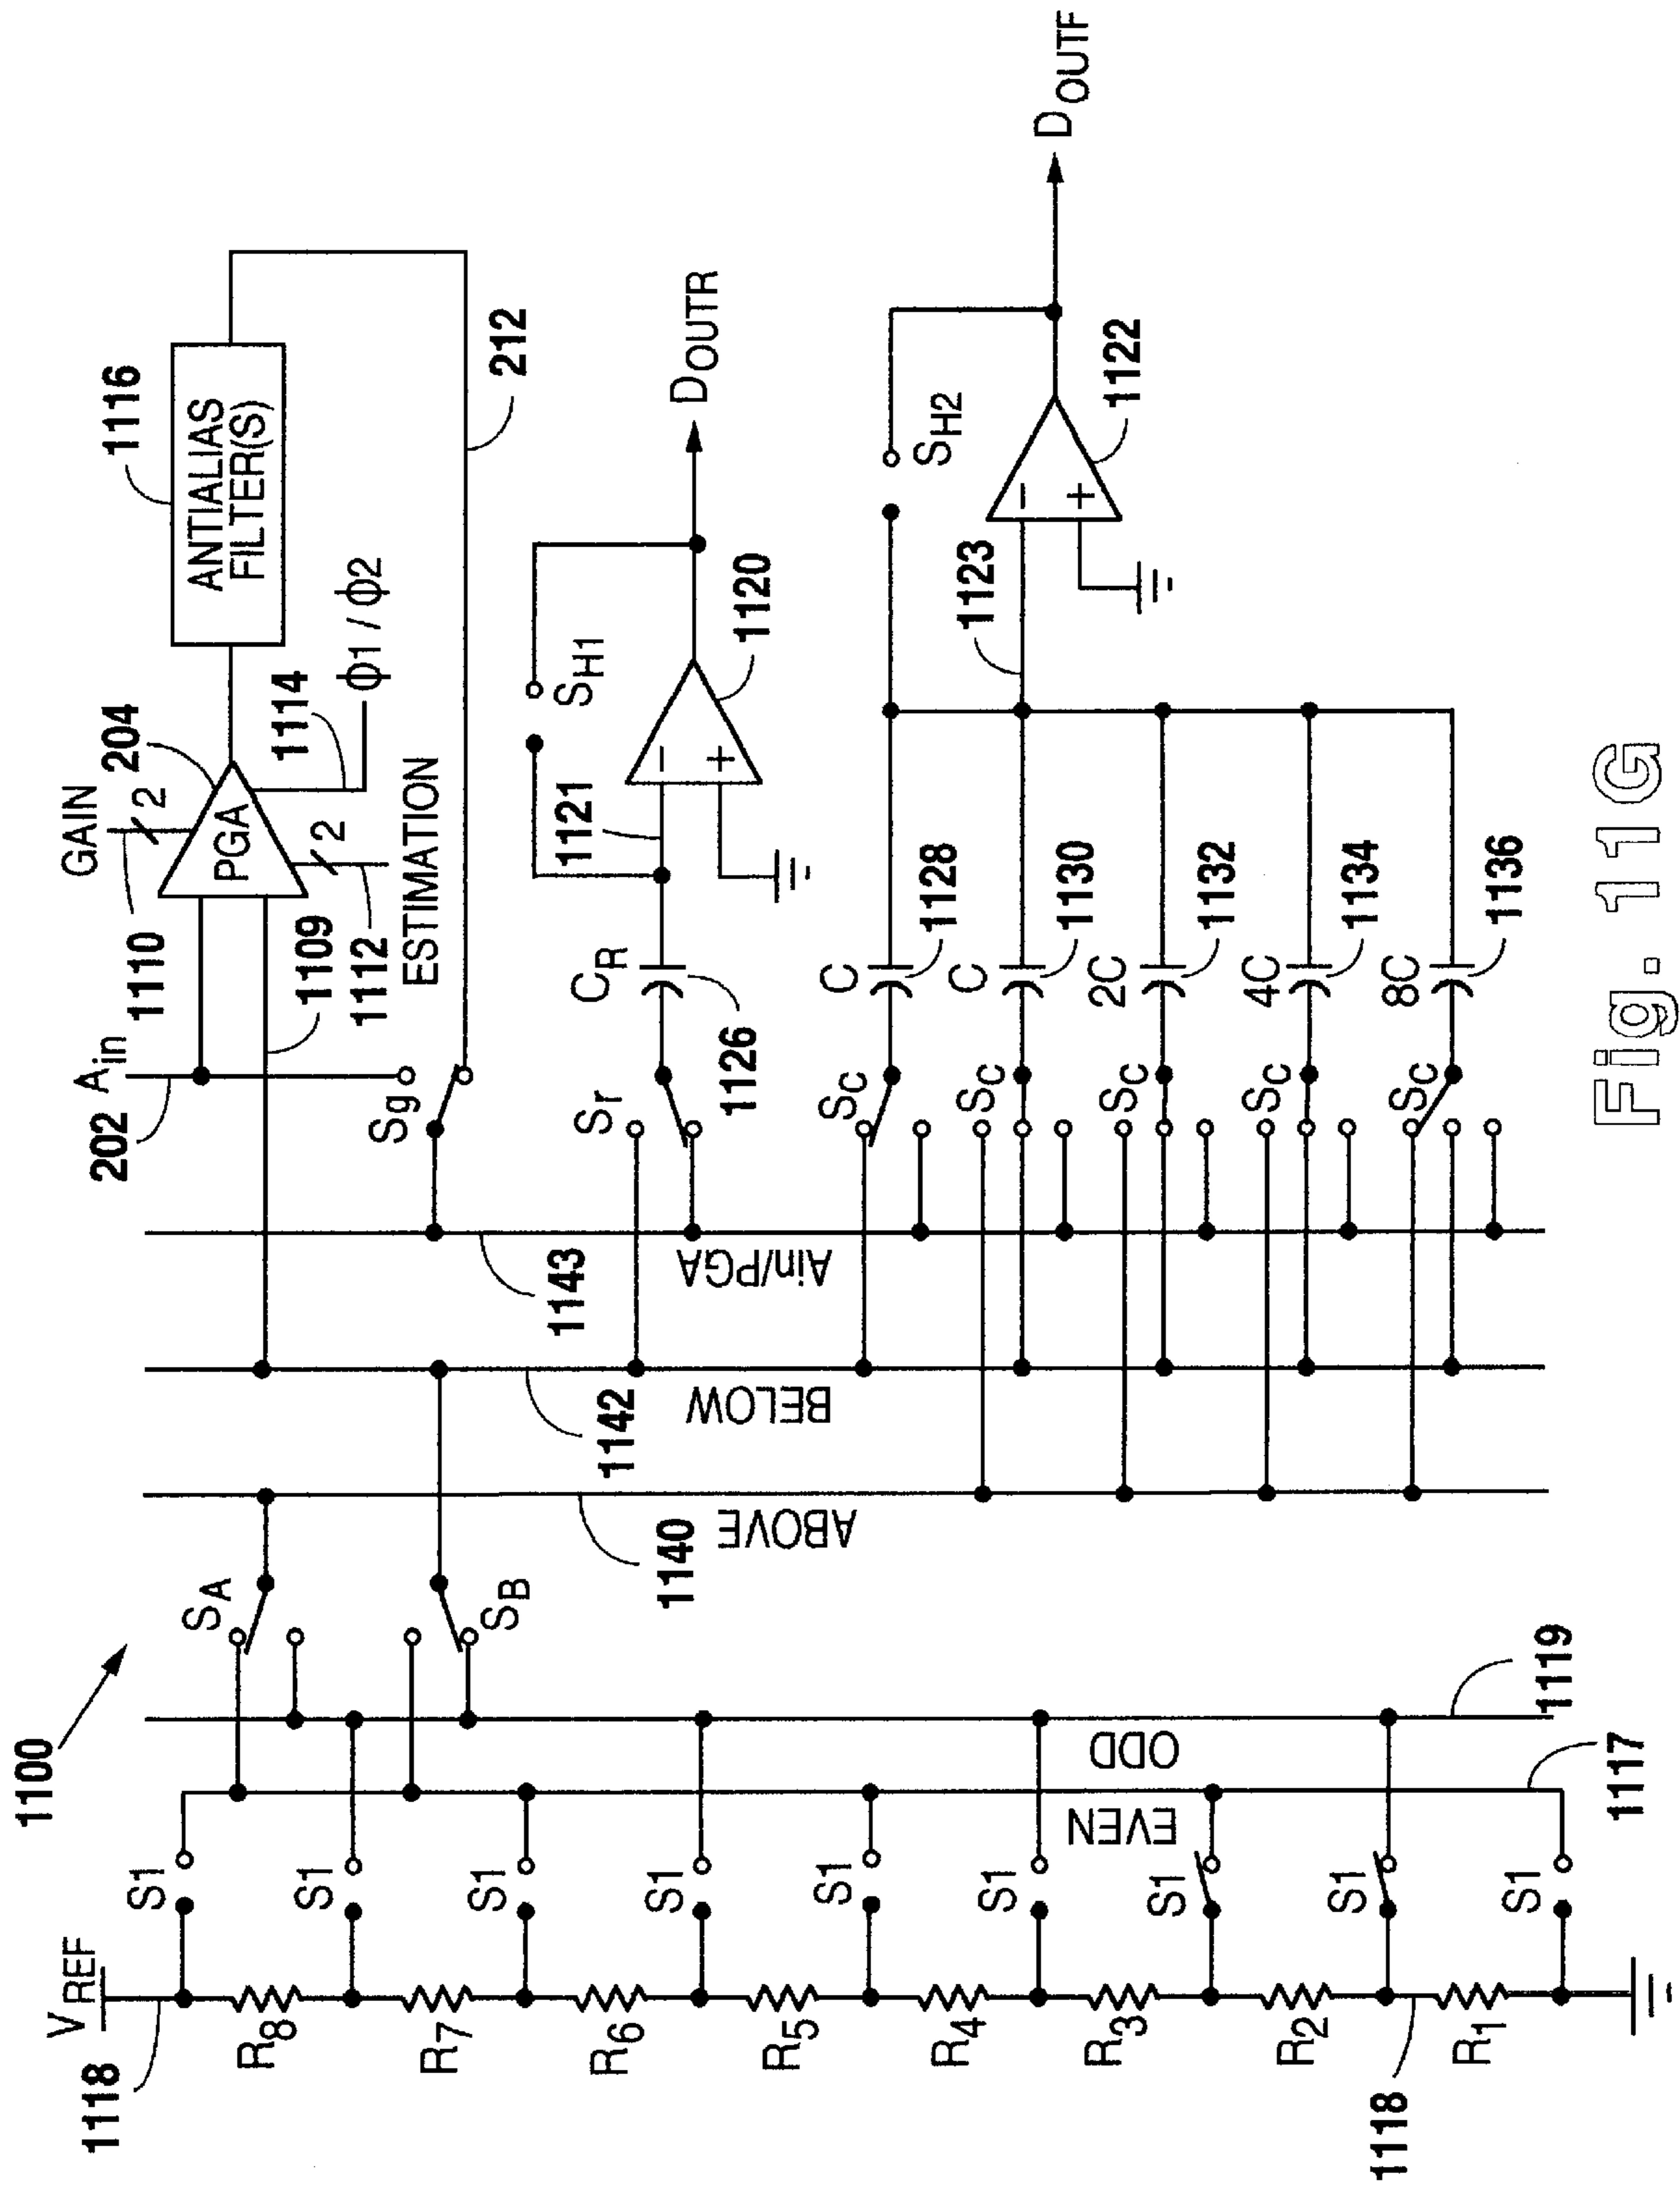 1100
V REF
1118
S1
S1
S1
S1
S1
S1
S1
S1
S1
R8
R7
R6
R5
R4
R3
R2
R1
1118
EVEN
ODD
1117
1119
SA
SB
ABOVE
1140
BELOW
1142
Ain/PGA
1143
202
Ain
Sg
1109
1110
GAIN
2
204
PGA
1112
2
ESTIMATION
1114
ϕ1 / ϕ2
1116
ANTIALIAS
FILTER(S)
212
Sr
CR
1126
1121
SH1
−
+
1120
DOUTR
SC
C
1128
SC
C
1130
SC
2C
1132
SC
4C
1134
SC
8C
1136
1123
SH2
−
+
1122
DOUTF
Fig. 11G